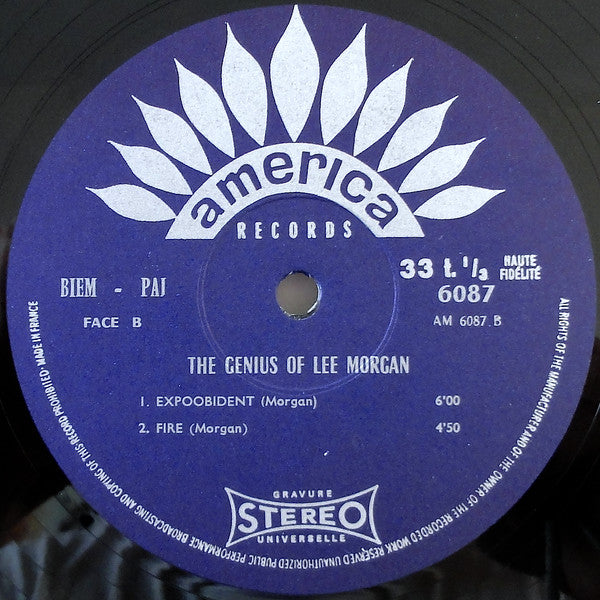 america
RECORDS
33 t. 1/3 HAUTE FIDÉLITÉ
BIEM - PAJ
6087
FACE B
AM 6087 B
THE GENIUS OF LEE MORGAN
1. EXPOOBIDENT (Morgan) 6'00
2. FIRE (Morgan) 4'50
GRAVURE
STEREO
UNIVERSELLE
ALL RIGHTS OF THE MANUFACTURER AND OF THE OWNER OF THE RECORDED WORK RESERVED UNAUTHORIZED PUBLIC PERFORMANCE BROADCASTING AND COPYING OF THIS RECORD PROHIBITED MADE IN FRANCE